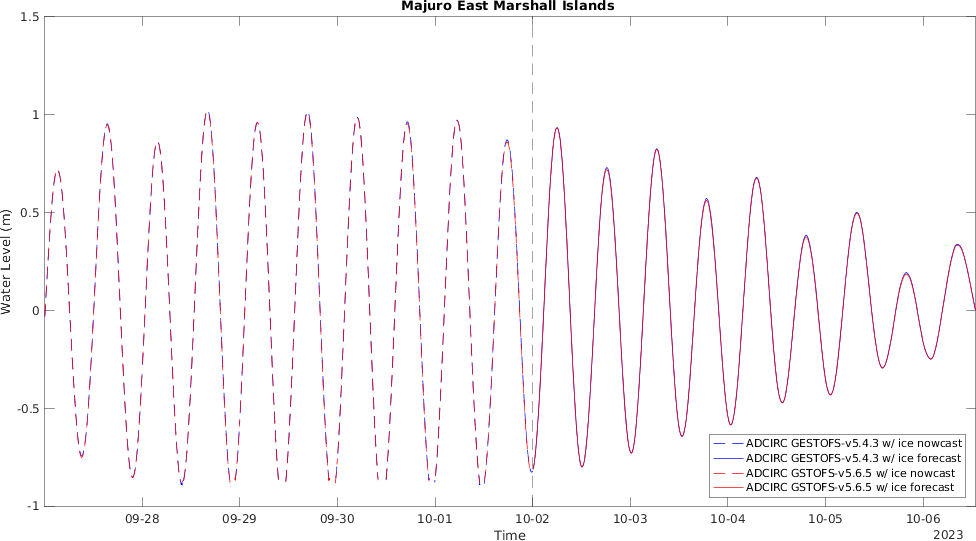 Majuro East Marshall Islands
1.5
1
0.5
0
-0.5
-1
Water Level (m)
ADCIRC GESTOFS-v5.4.3 w/ ice nowcast
ADCIRC GESTOFS-v5.4.3 w/ ice forecast
ADCIRC GSTOFS-v5.6.5 w/ ice nowcast
ADCIRC GSTOFS-v5.6.5 w/ ice forecast
09-28 09-29 09-30 10-01 10-02 10-03 10-04 10-05 10-06
Time
2023